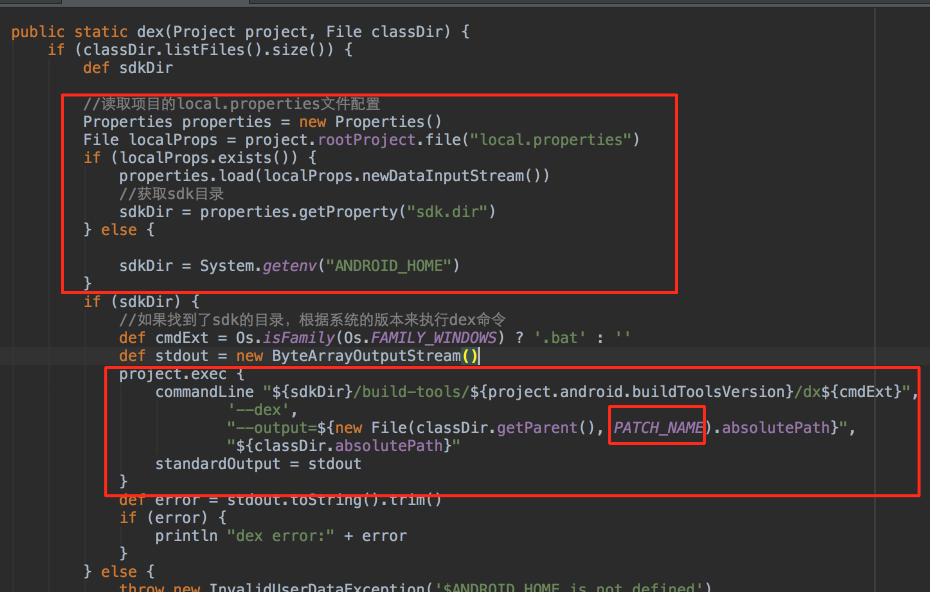 public static dex(Project project, File classDir) {
if (classDir.listFiles().size()) {
def sdkDir
//读取项目的local.properties文件配置
Properties properties = new Properties()
File localProps = project.rootProject.file("local.properties")
if (localProps.exists()) {
properties.load(localProps.newDataInputStream())
//获取sdk目录
sdkDir = properties.getProperty("sdk.dir")
} else {
sdkDir = System.getenv("ANDROID_HOME")
}
if (sdkDir) {
//如果找到了sdk的目录，根据系统的版本来执行dex命令
def cmdExt = Os.isFamily(Os.FAMILY_WINDOWS) ? '.bat' : ''
def stdout = new ByteArrayOutputStream()
project.exec {
commandLine "${sdkDir}/build-tools/${project.android.buildToolsVersion}/dx${cmdExt}",
'--dex',
"--output=${new File(classDir.getParent(), PATCH_NAME).absolutePath}",
"${classDir.absolutePath}"
standardOutput = stdout
}
def error = stdout.toString().trim()
if (error) {
println "dex error:" + error
}
} else {
throw new InvalidUserDataException('$ANDROID_HOME is not defined')